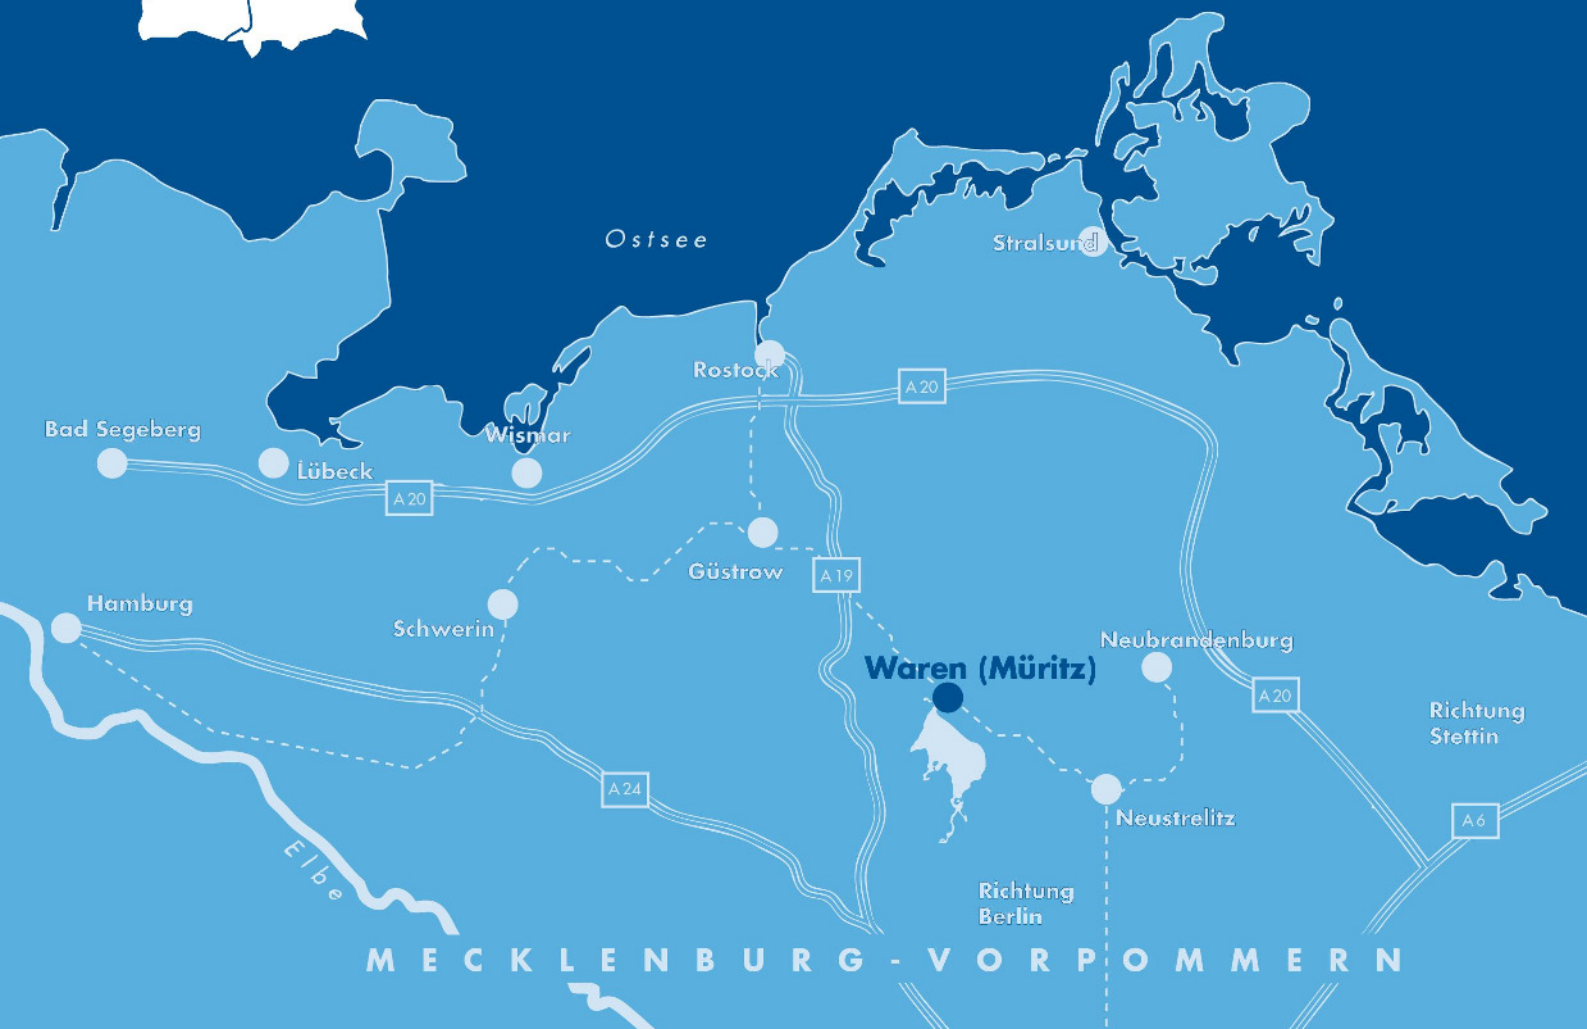 Ostsee
Stralsund
Rostock
A 20
Bad Segeberg
Wismar
Lübeck
A 20
Güstrow
A 19
Hamburg
Schwerin
Neubrandenburg
Waren (Müritz)
A 20
Richtung
Stettin
A 24
Neustrelitz
A 6
Elbe
Richtung
Berlin
MECKLENBURG-VORPOMMERN